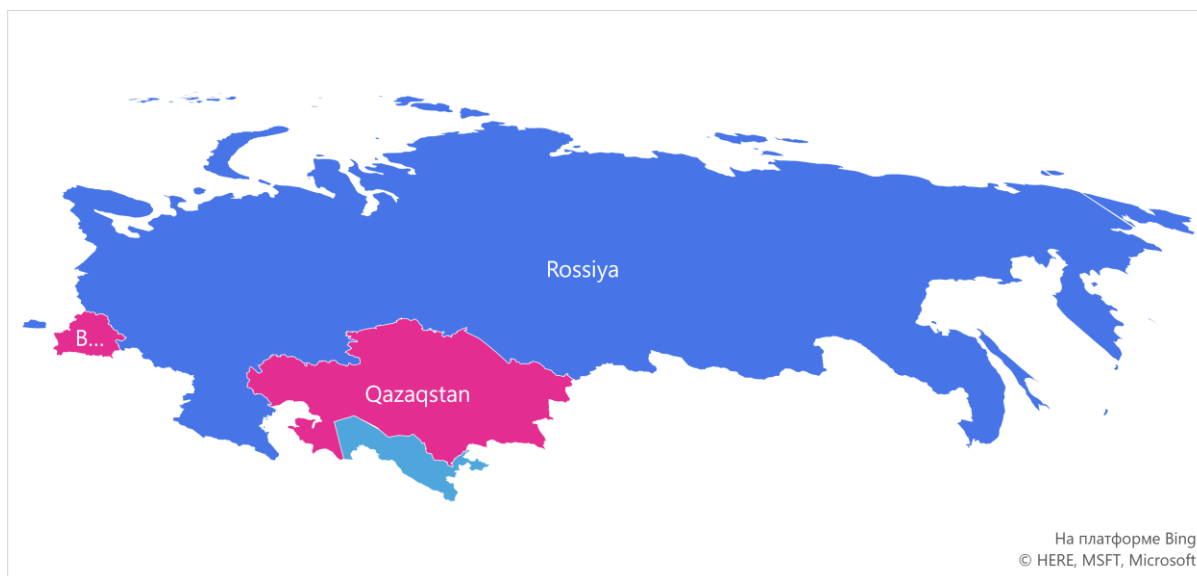 Rossiya
B...
Qazaqstan
На платформе Bing
© HERE, MSFT, Microsoft